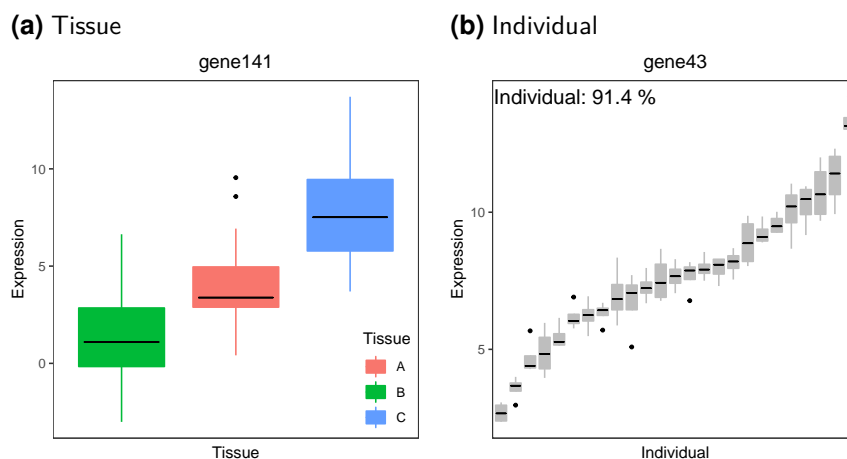 (a) Tissue
gene141
Expression
10
5
0
Tissue
A
B
C
Tissue
(b) Individual
gene43
Individual: 91.4 %
Expression
10
5
Individual